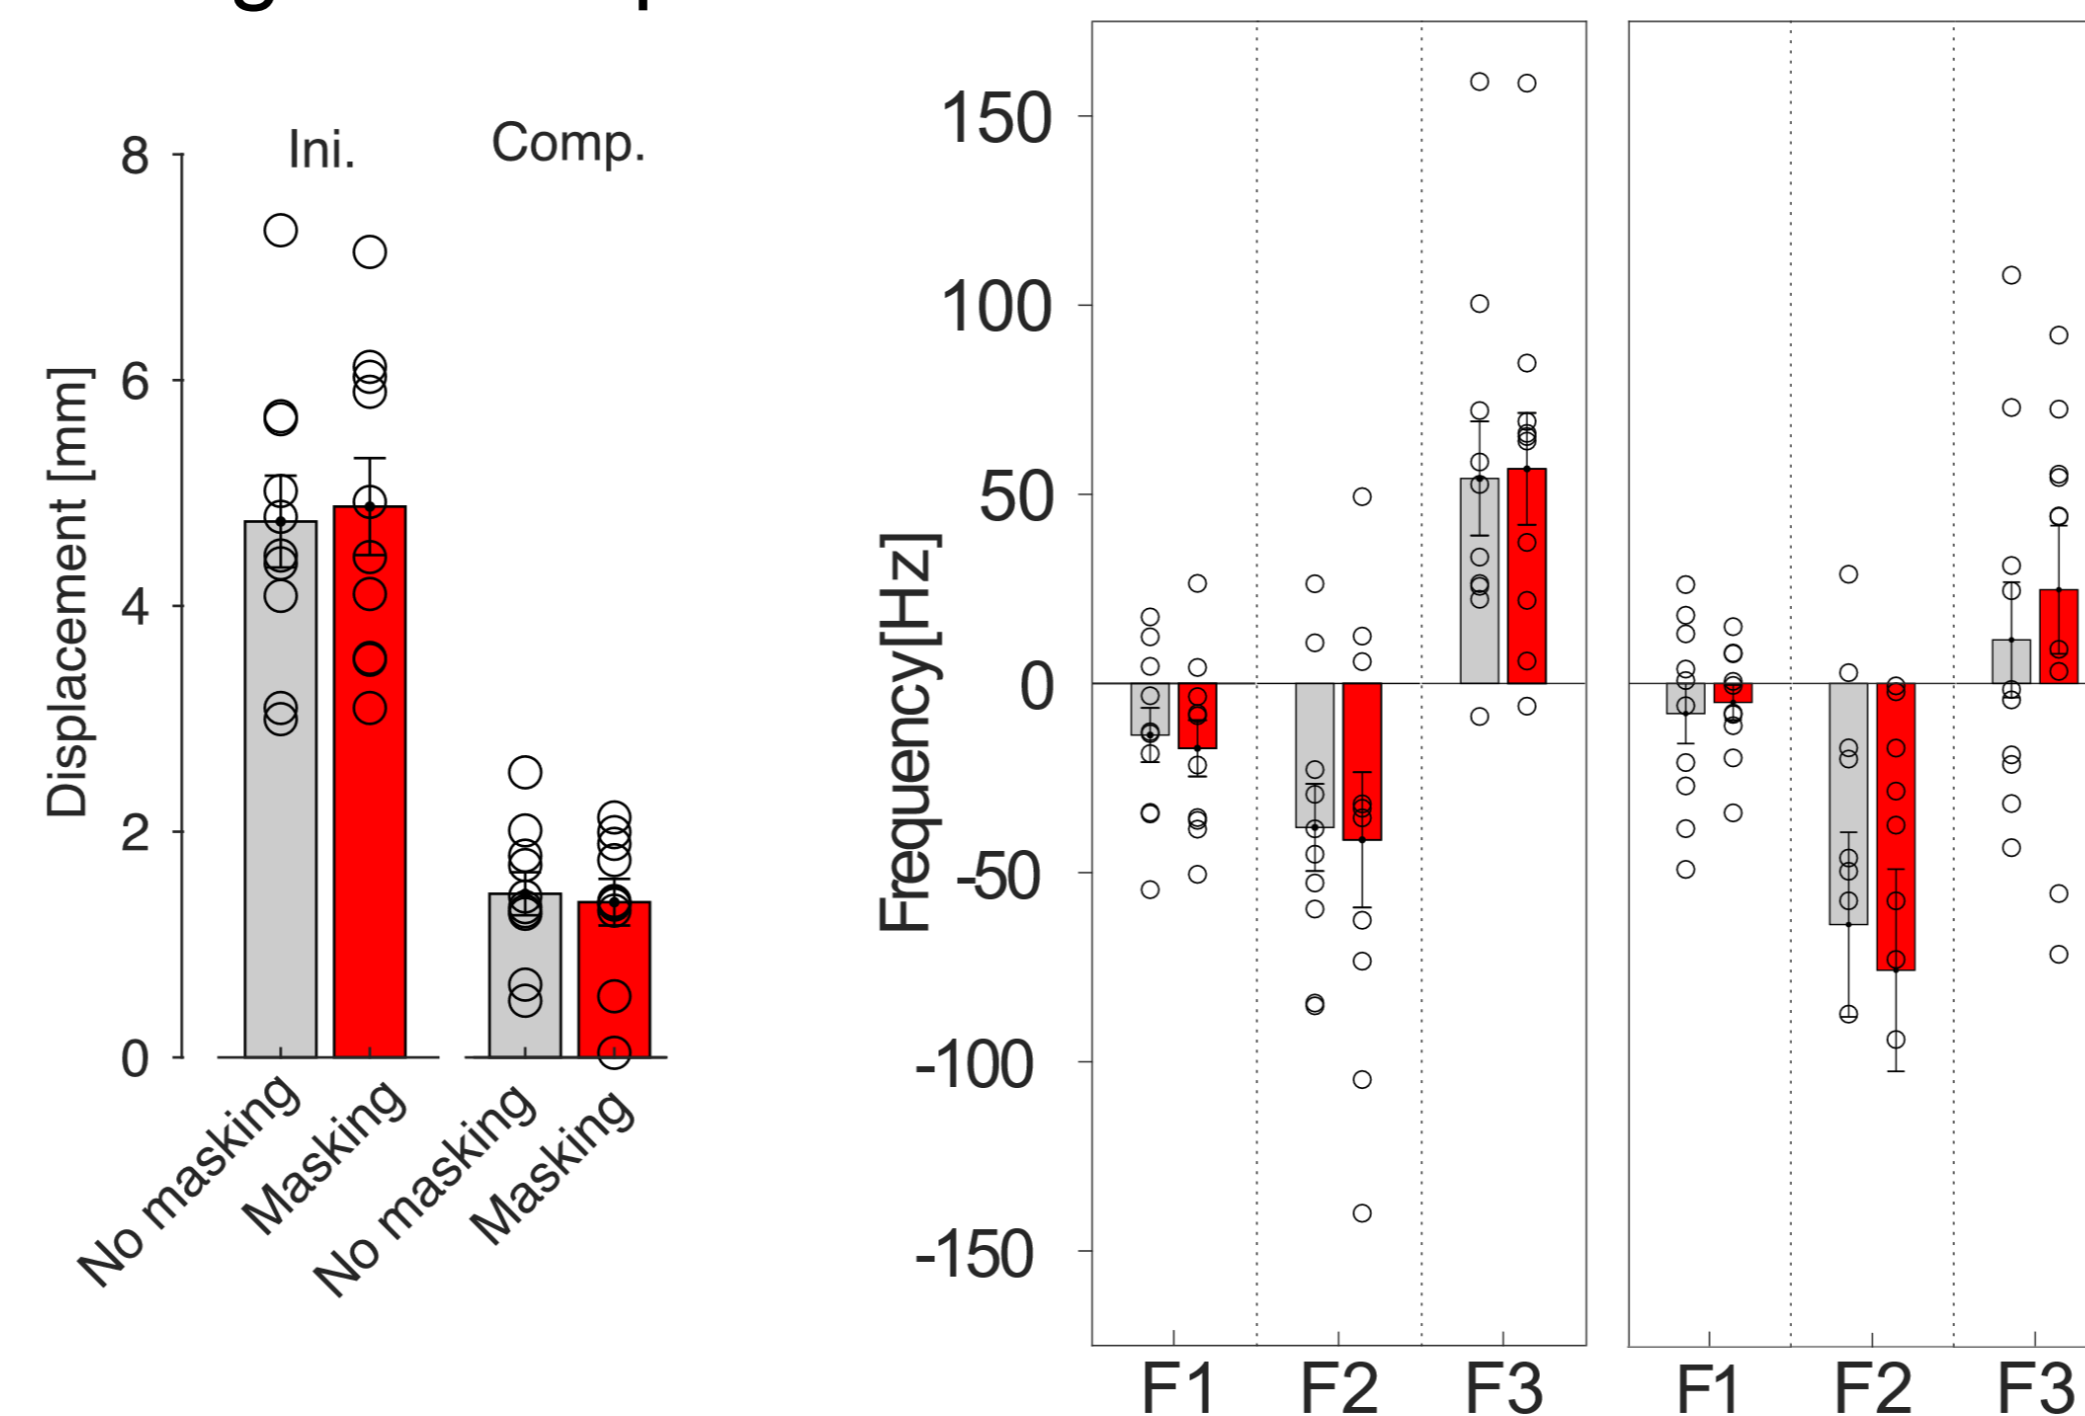 Ini.
Comp.
Displacement [mm]
8
6
4
2
0
No masking
Masking
No masking
Masking
Frequency[Hz]
150
100
50
0
-50
-100
-150
F1 F2 F3
F1 F2 F3